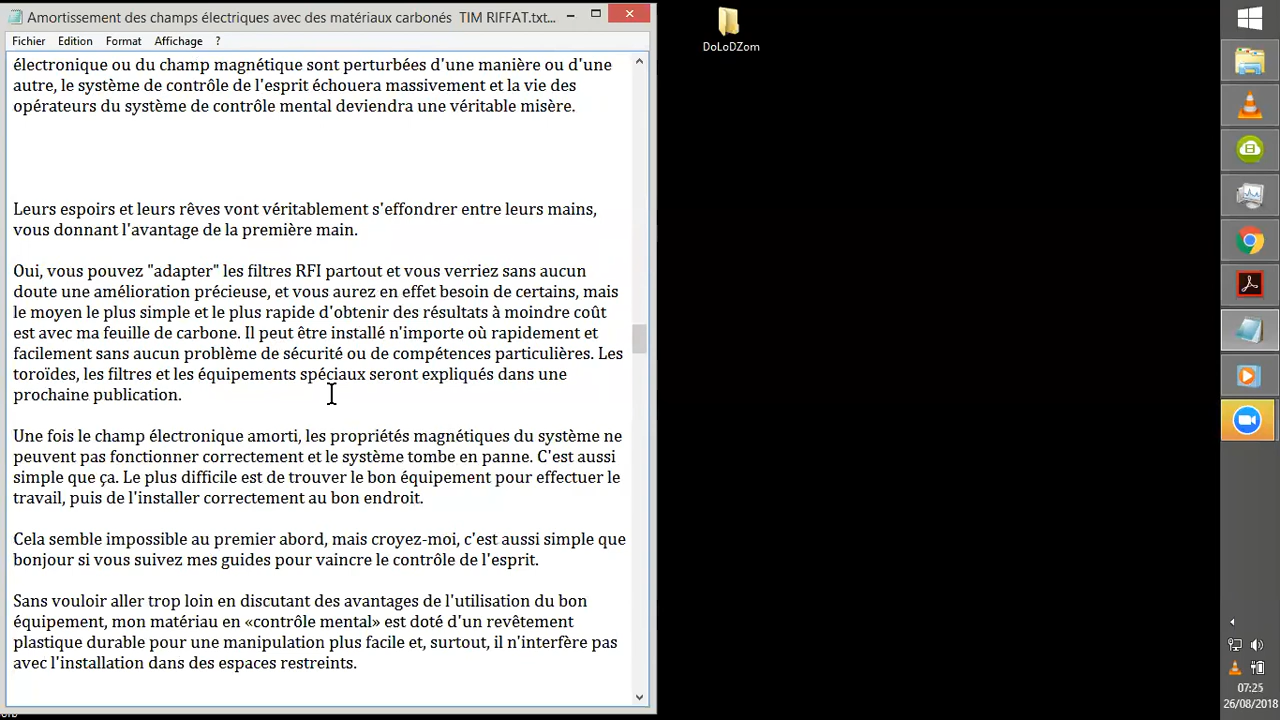 Amortissement des champs électriques avec des matériaux carbonés TIM RIFFAT.txt...
Fichier Edition Format Affichage ?
électronique ou du champ magnétique sont perturbées d'une manière ou d'une
autre, le système de contrôle de l'esprit échouera massivement et la vie des
opérateurs du système de contrôle mental deviendra une véritable misère.
Leurs espoirs et leurs rêves vont véritablement s'effondrer entre leurs mains,
vous donnant l'avantage de la première main.
Oui, vous pouvez "adapter" les filtres RFI partout et vous verriez sans aucun
doute une amélioration précieuse, et vous aurez en effet besoin de certains, mais
le moyen le plus simple et le plus rapide d'obtenir des résultats à moindre coût
est avec ma feuille de carbone. Il peut être installé n'importe où rapidement et
facilement sans aucun problème de sécurité ou de compétences particulières. Les
toroïdes, les filtres et les équipements spéciaux seront expliqués dans une
prochaine publication.
Une fois le champ électronique amorti, les propriétés magnétiques du système ne
peuvent pas fonctionner correctement et le système tombe en panne. C'est aussi
simple que ça. Le plus difficile est de trouver le bon équipement pour effectuer le
travail, puis de l'installer correctement au bon endroit.
Cela semble impossible au premier abord, mais croyez-moi, c'est aussi simple que
bonjour si vous suivez mes guides pour vaincre le contrôle de l'esprit.
Sans vouloir aller trop loin en discutant des avantages de l'utilisation du bon
équipement, mon matériau en «contrôle mental» est doté d'un revêtement
plastique durable pour une manipulation plus facile et, surtout, il n'interfère pas
avec l'installation dans des espaces restreints.
DoLoDZom
07:25
26/08/2018